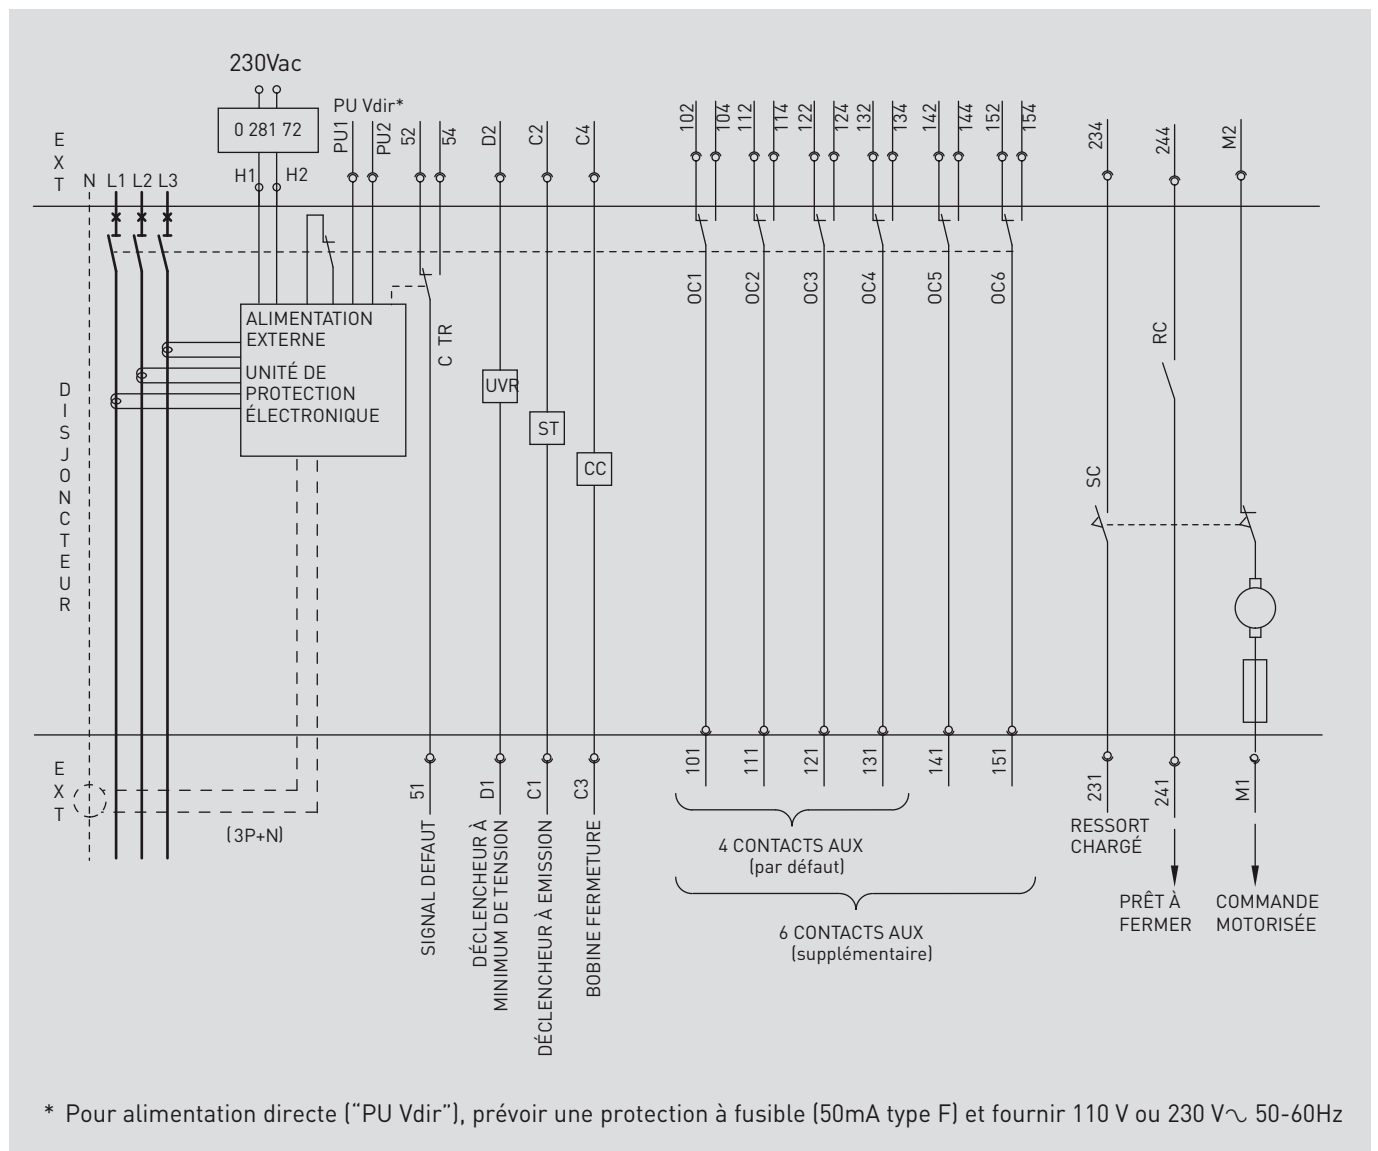 230Vac
0 281 72
PU Vdir*
PU1
PU2
52
54
D2
C2
C4
102
104
112
114
122
124
132
134
142
144
152
154
234
244
M2
EXT
N L1 L2 L3
H1
H2
ALIMENTATION
EXTERNE
UNITÉ DE
PROTECTION
ÉLECTRONIQUE
C TR
UVR
ST
CC
OC1
OC2
OC3
OC4
OC5
OC6
RC
SC
DISJONCTEUR
EXT
(3P+N)
51
D1
C1
C3
101
111
121
131
141
151
231
241
M1
SIGNAL DEFAUT
DÉCLENCHEUR À
MINIMUM DE TENSION
DÉCLENCHEUR À EMISSION
BOBINE FERMETURE
4 CONTACTS AUX
(par défaut)
6 CONTACTS AUX
(supplémentaire)
RESSORT
CHARGÉ
PRÊT À
FERMER
COMMANDE
MOTORISÉE
* Pour alimentation directe (“PU Vdir”), prévoir une protection à fusible (50mA type F) et fournir 110 V ou 230 V∿ 50-60Hz